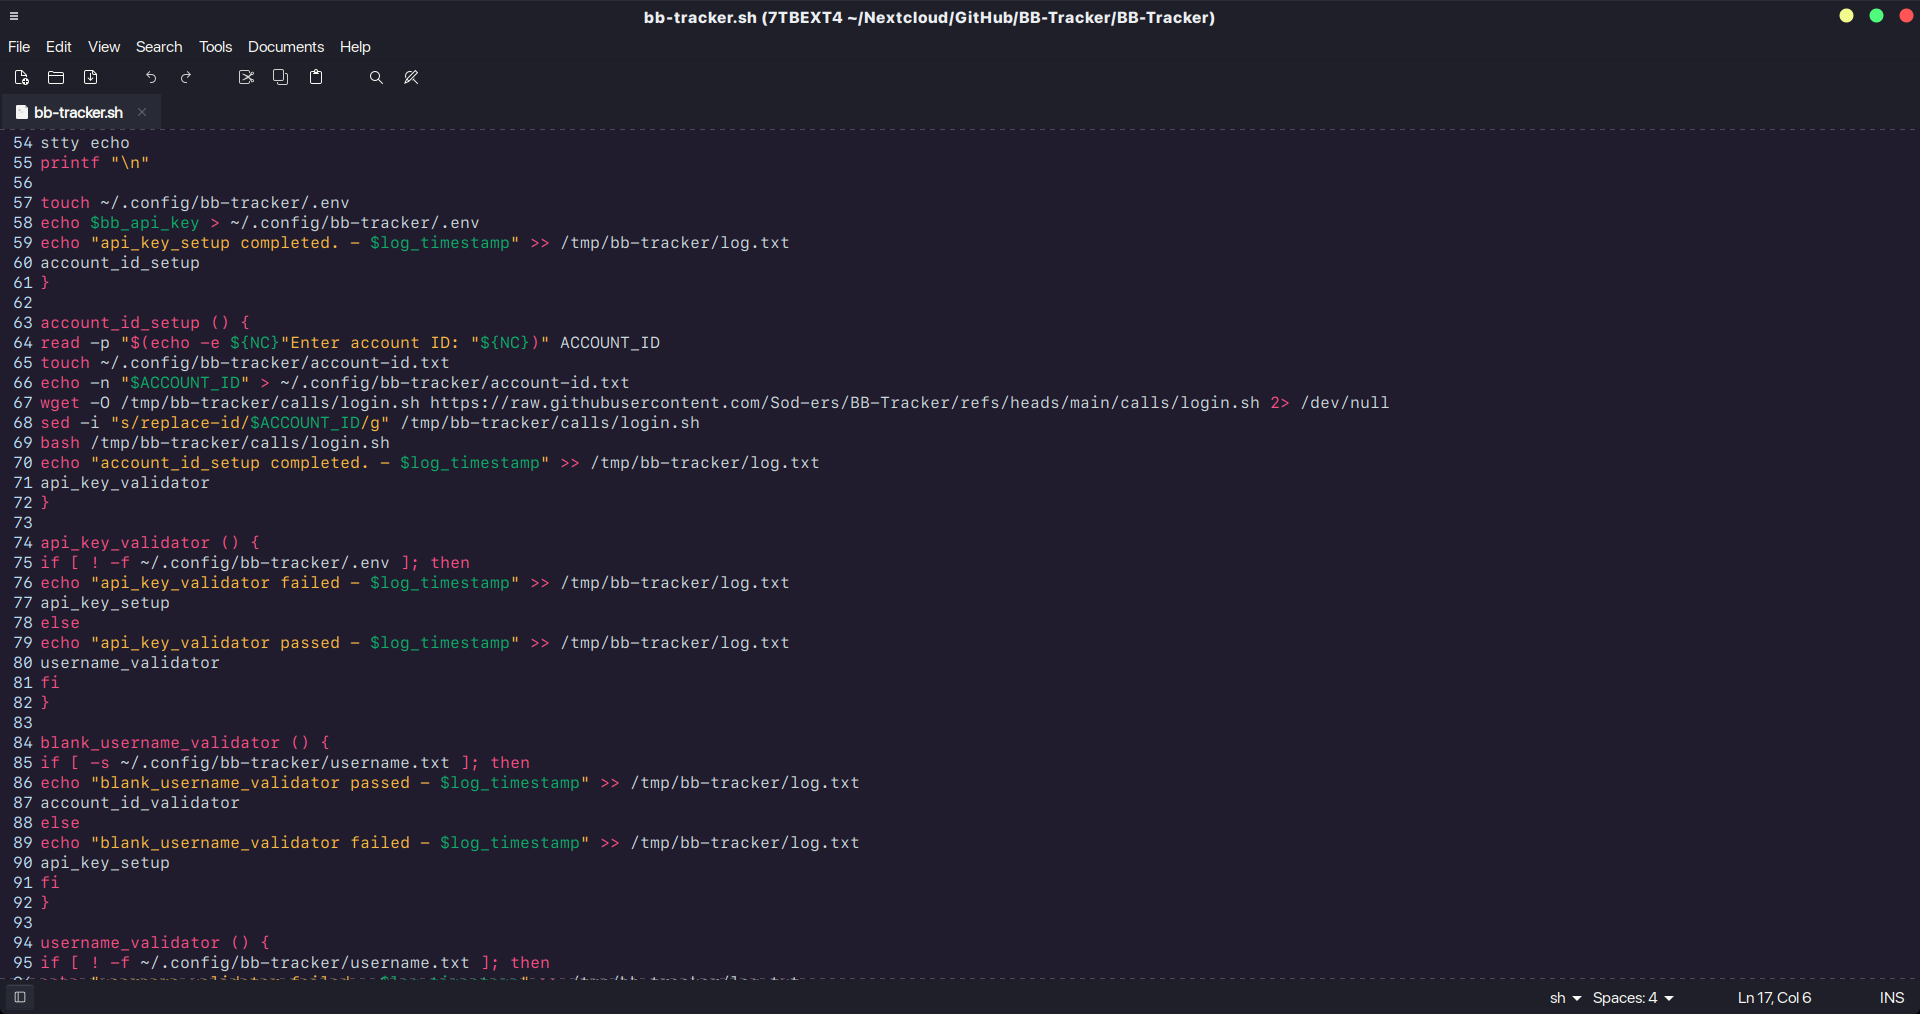 bb-tracker.sh (7TBEXT4 ~/Nextcloud/GitHub/BB-Tracker/BB-Tracker)
File Edit View Search Tools Documents Help
bb-tracker.sh
54 stty echo
55 printf "\n"
56
57 touch ~/.config/bb-tracker/.env
58 echo $bb_api_key > ~/.config/bb-tracker/.env
59 echo "api_key_setup completed. - $log_timestamp" >> /tmp/bb-tracker/log.txt
60 account_id_setup
61 }
62
63 account_id_setup () {
64 read -p "$(echo -e ${NC}"Enter account ID: "${NC})" ACCOUNT_ID
65 touch ~/.config/bb-tracker/account-id.txt
66 echo -n "$ACCOUNT_ID" > ~/.config/bb-tracker/account-id.txt
67 wget -O /tmp/bb-tracker/calls/login.sh https://raw.githubusercontent.com/Sod-ers/BB-Tracker/refs/heads/main/calls/login.sh 2> /dev/null
68 sed -i "s/replace-id/$ACCOUNT_ID/g" /tmp/bb-tracker/calls/login.sh
69 bash /tmp/bb-tracker/calls/login.sh
70 echo "account_id_setup completed. - $log_timestamp" >> /tmp/bb-tracker/log.txt
71 api_key_validator
72 }
73
74 api_key_validator () {
75 if [ ! -f ~/.config/bb-tracker/.env ]; then
76 echo "api_key_validator failed - $log_timestamp" >> /tmp/bb-tracker/log.txt
77 api_key_setup
78 else
79 echo "api_key_validator passed - $log_timestamp" >> /tmp/bb-tracker/log.txt
80 username_validator
81 fi
82 }
83
84 blank_username_validator () {
85 if [ -s ~/.config/bb-tracker/username.txt ]; then
86 echo "blank_username_validator passed - $log_timestamp" >> /tmp/bb-tracker/log.txt
87 account_id_validator
88 else
89 echo "blank_username_validator failed - $log_timestamp" >> /tmp/bb-tracker/log.txt
90 api_key_setup
91 fi
92 }
93
94 username_validator () {
95 if [ ! -f ~/.config/bb-tracker/username.txt ]; then
sh Spaces: 4 Ln 17, Col 6 INS